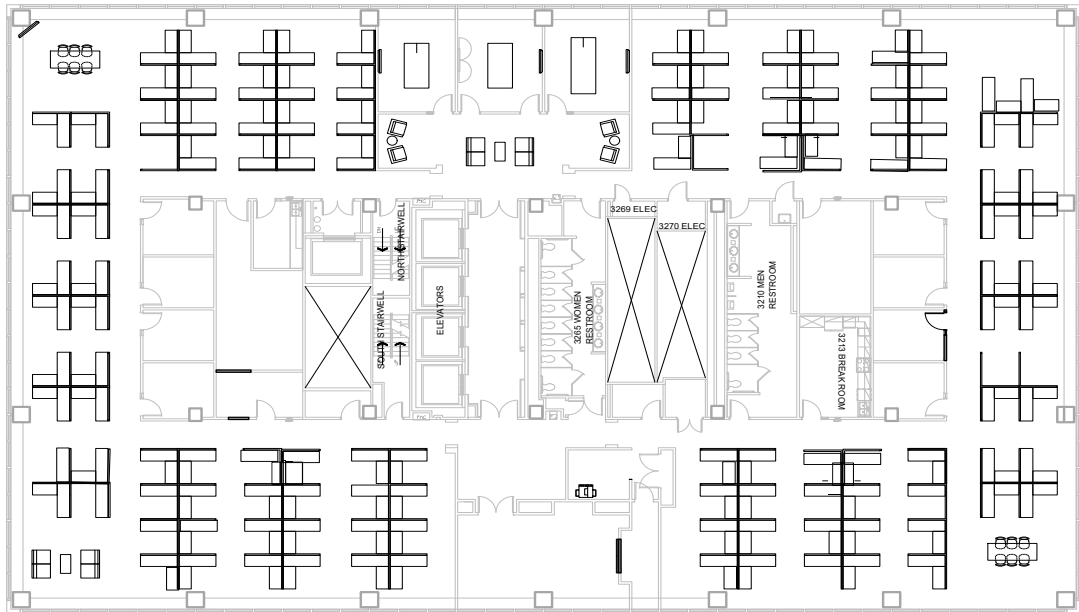 3269 ELEC
3270 ELEC
NORTH STAIRWELL
SOUTH STAIRWELL
ELEVATORS
3265 WOMEN
RESTROOM
3210 MEN
RESTROOM
3213 BREAK ROOM